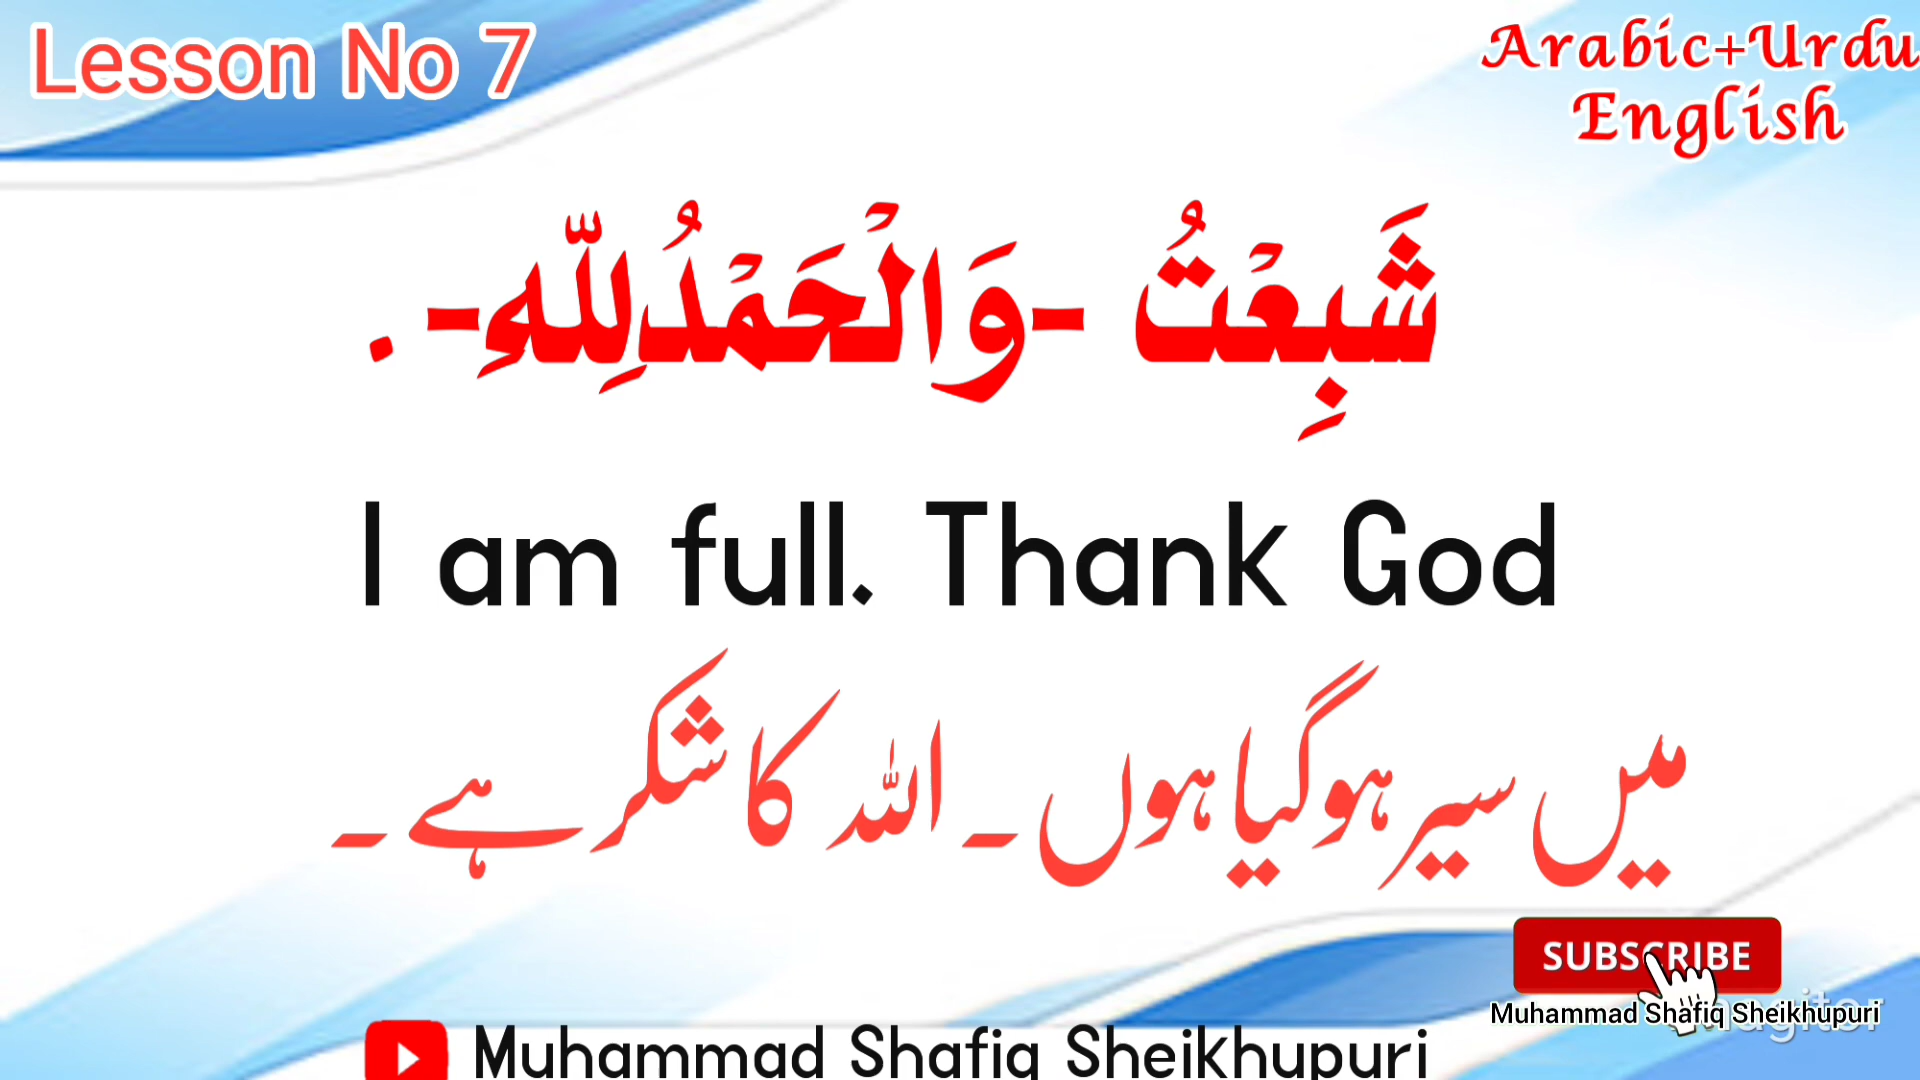 Lesson No 7
Arabic+Urdu
English
شَبِعْتُ -وَالْحَمْدُلِلّٰهِ- .
I am full. Thank God
میں سیر ہوگیا ہوں۔ اللہ کا شکر ہے۔
SUBSCRIBE
Muhammad Shafiq Sheikhupuri
Muhammad Shafiq Sheikhupuri